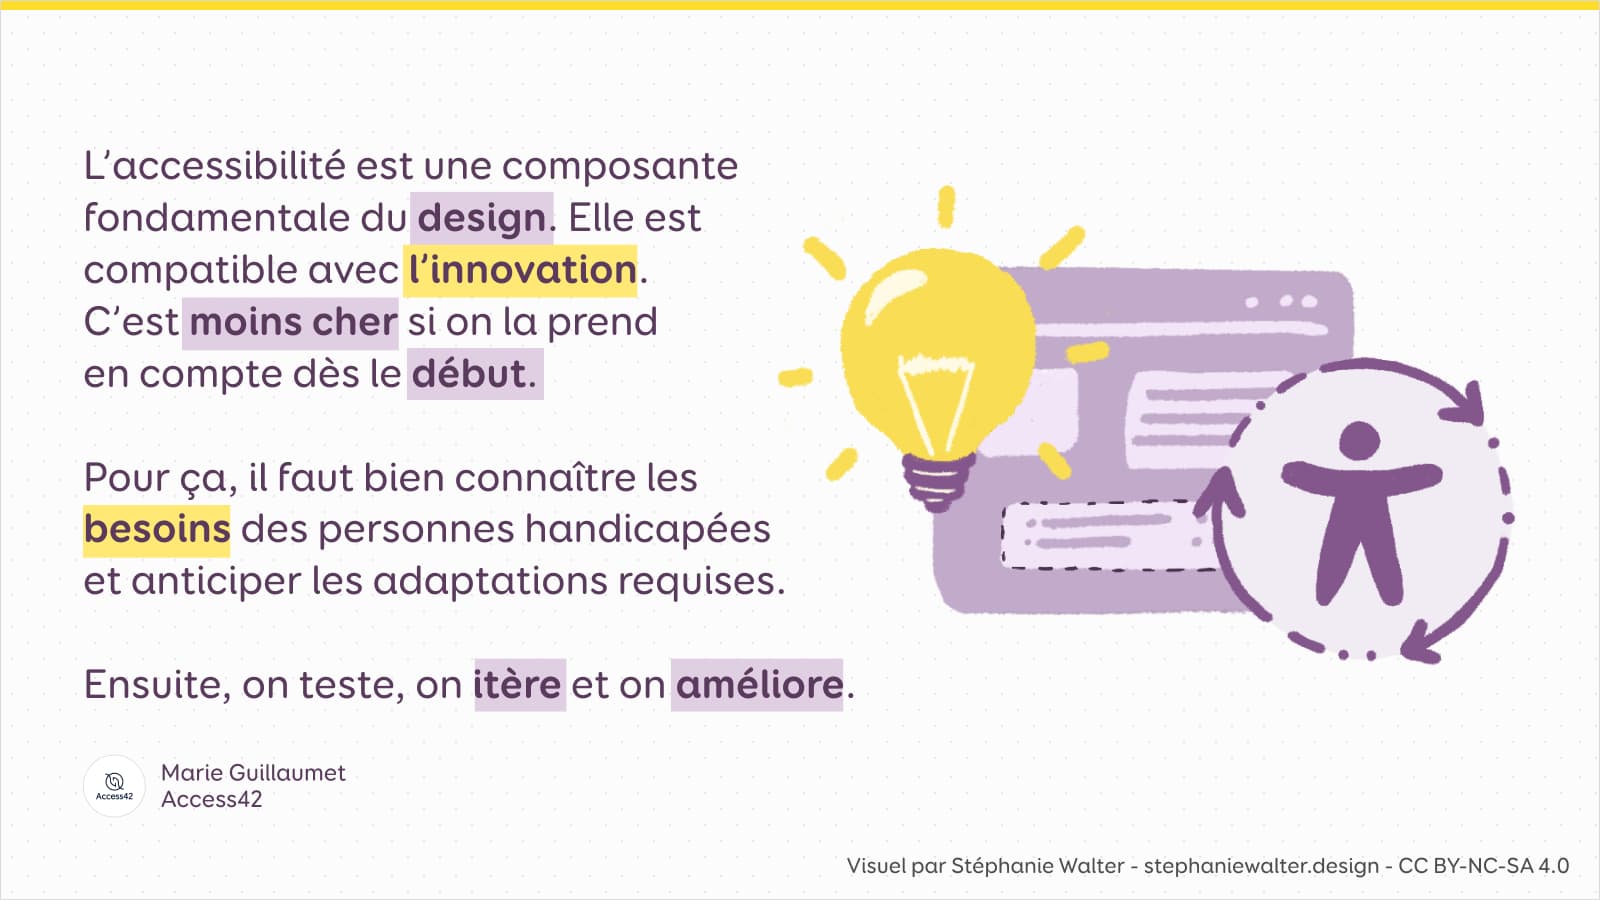 L’accessibilité est une composante
fondamentale du design. Elle est
compatible avec l’innovation.
C’est moins cher si on la prend
en compte dès le début.
Pour ça, il faut bien connaître les
besoins des personnes handicapées
et anticiper les adaptations requises.
Ensuite, on teste, on itère et on améliore.
Access42
Marie Guillaumet
Access42
Visuel par Stéphanie Walter - stephaniewalter.design - CC BY-NC-SA 4.0